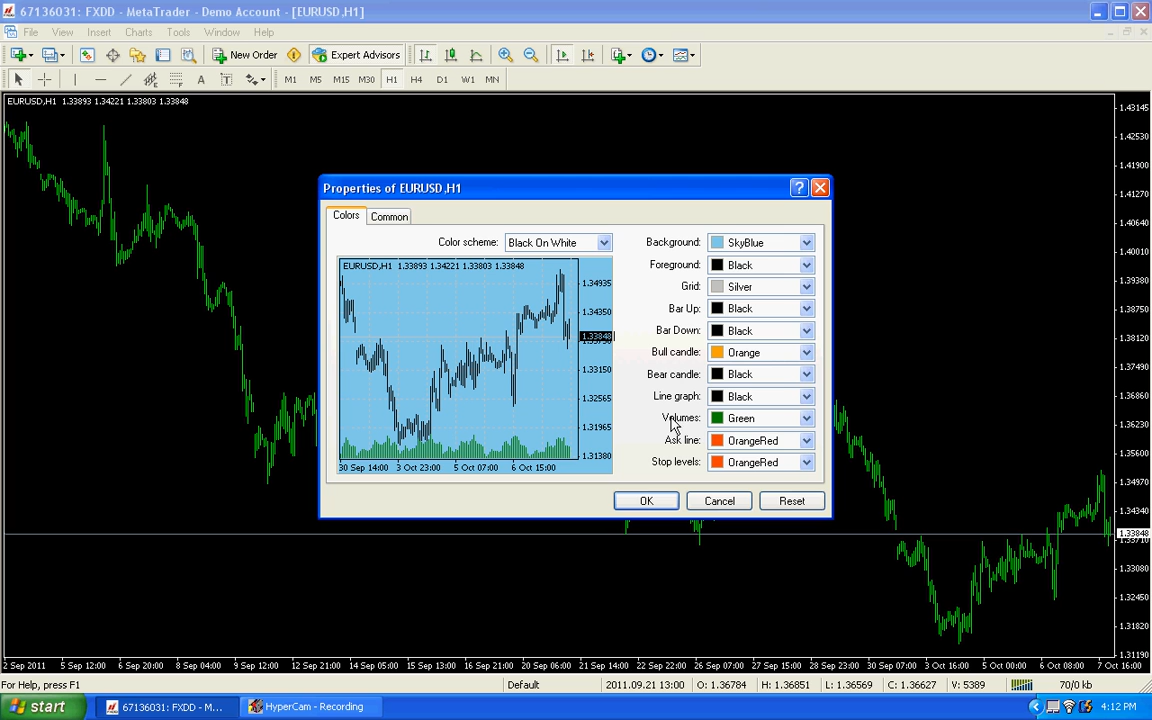 67136031: FXDD - MetaTrader - Demo Account - [EURUSD,H1]
File View Insert Charts Tools Window Help
New Order Expert Advisors
A T M1 M5 M15 M30 H1 H4 D1 W1 MN
EURUSD,H1 1.33893 1.34221 1.33803 1.33848
1.43145
1.42530
1.41900
1.41270
1.40640
1.40010
1.39380
1.38750
1.38120
1.37490
1.36860
1.36230
1.35600
1.34970
1.34340
1.33848
1.33710
1.33080
1.32450
1.31820
1.31190
Properties of EURUSD,H1
Colors Common
Color scheme: Black On White
EURUSD,H1 1.33893 1.34221 1.33803 1.33848
1.34935
1.34350
1.33848
1.33750
1.33150
1.32565
1.31965
1.31380
30 Sep 14:00 3 Oct 23:00 5 Oct 07:00 6 Oct 15:00
Background: SkyBlue
Foreground: Black
Grid: Silver
Bar Up: Black
Bar Down: Black
Bull candle: Orange
Bear candle: Black
Line graph: Black
Volumes: Green
Ask line: OrangeRed
Stop levels: OrangeRed
OK Cancel Reset
2 Sep 2011 5 Sep 12:00 6 Sep 20:00 8 Sep 04:00 9 Sep 12:00 12 Sep 21:00 14 Sep 05:00 15 Sep 13:00 16 Sep 21:00 20 Sep 06:00 21 Sep 14:00 22 Sep 22:00 26 Sep 07:00 27 Sep 15:00 28 Sep 23:00 30 Sep 07:00 3 Oct 16:00 5 Oct 00:00 6 Oct 08:00 7 Oct 16:00
For Help, press F1 Default 2011.09.21 13:00 O: 1.36784 H: 1.36851 L: 1.36569 C: 1.36627 V: 5389 70/0 kb
start 67136031: FXDD - M... HyperCam - Recording 4:12 PM